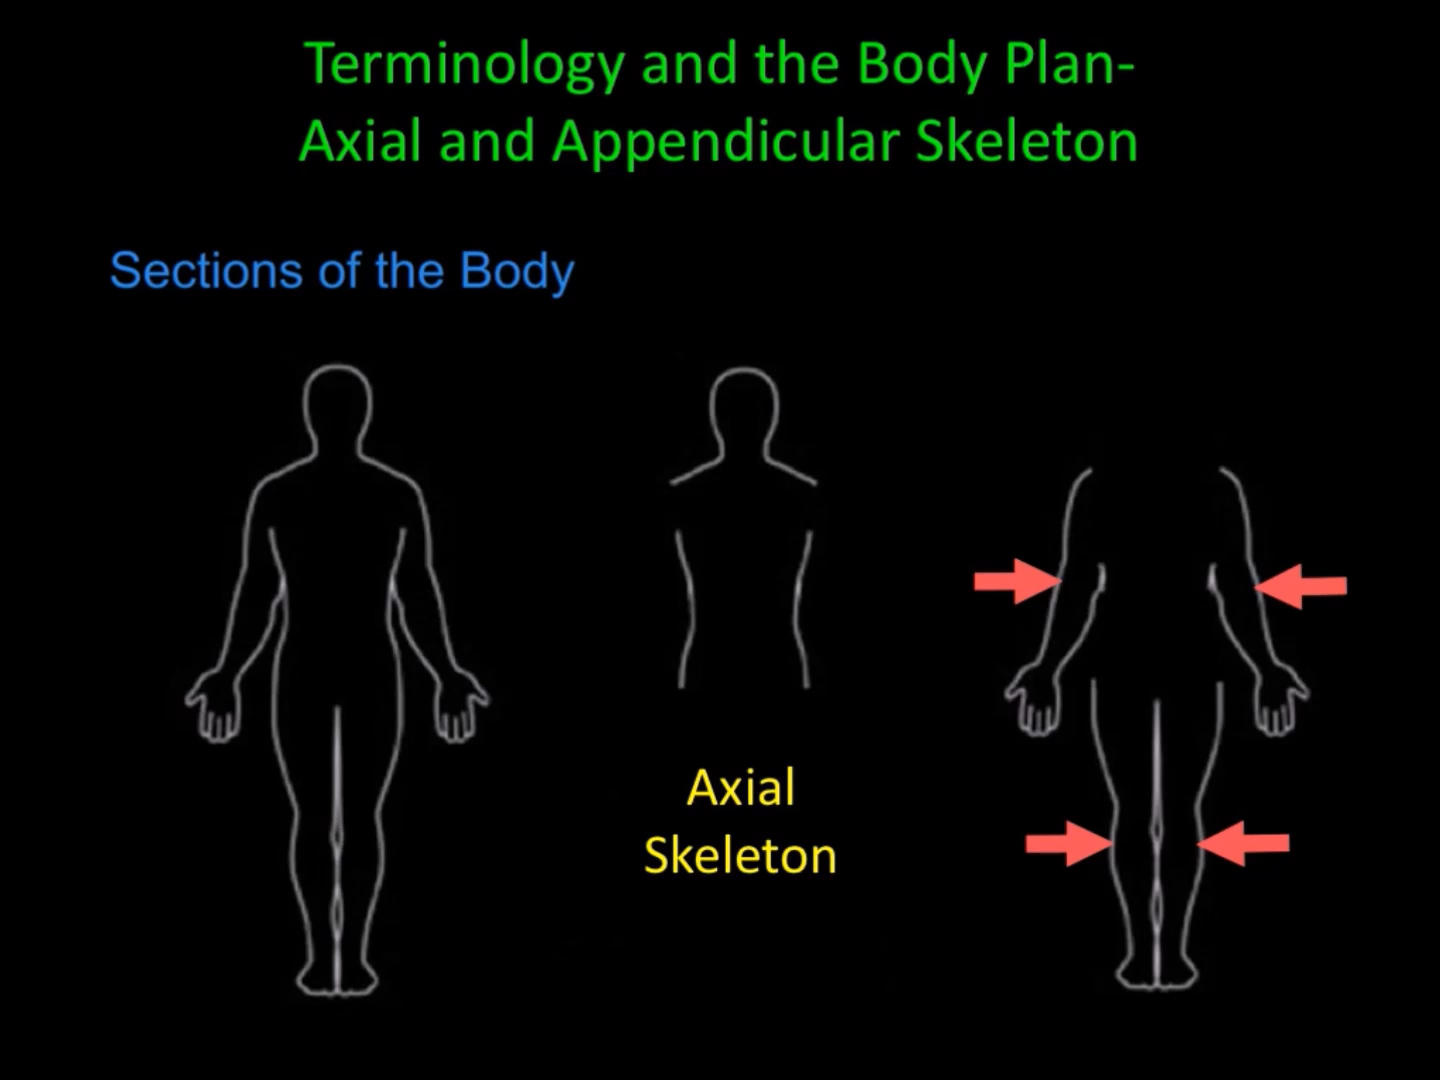 Terminology and the Body Plan-
Axial and Appendicular Skeleton
Sections of the Body
Axial
Skeleton